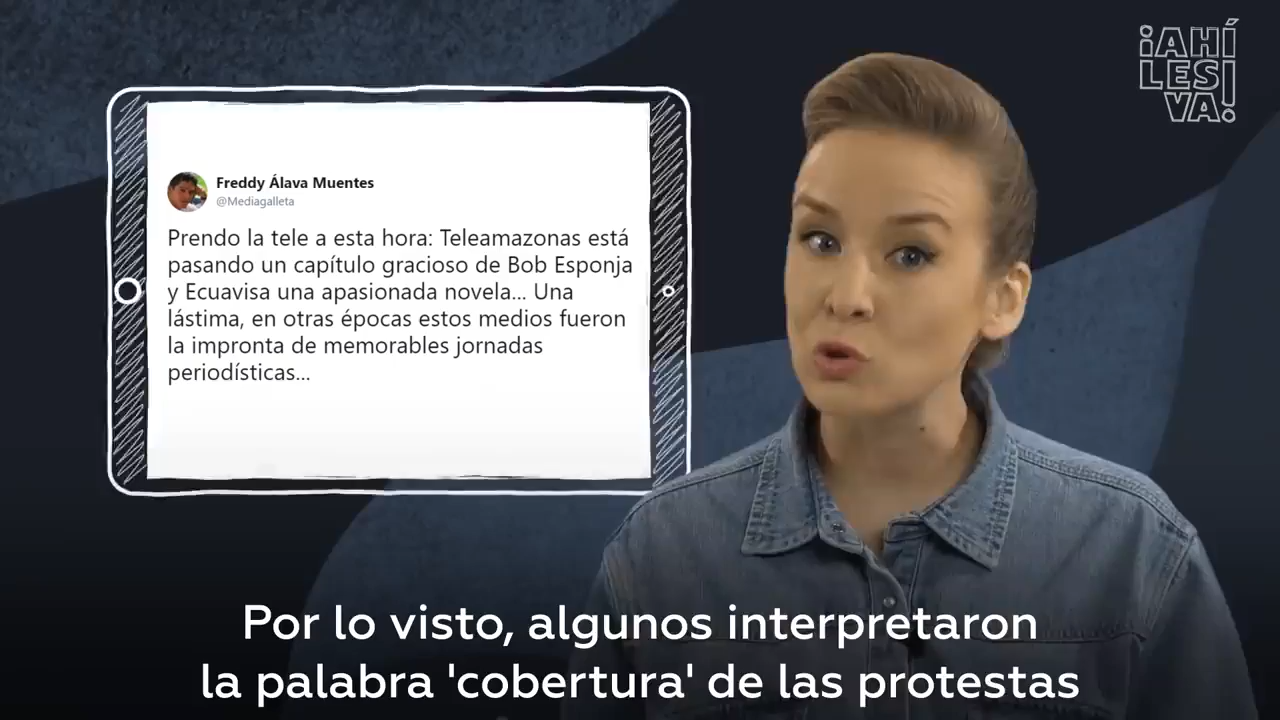 ¡AHÍ
LES
VA!
Freddy Álava Muentes
@Mediagalleta
Prendo la tele a esta hora: Teleamazonas está
pasando un capítulo gracioso de Bob Esponja
y Ecuavisa una apasionada novela... Una
lástima, en otras épocas estos medios fueron
la impronta de memorables jornadas
periodísticas...
Por lo visto, algunos interpretaron
la palabra 'cobertura' de las protestas